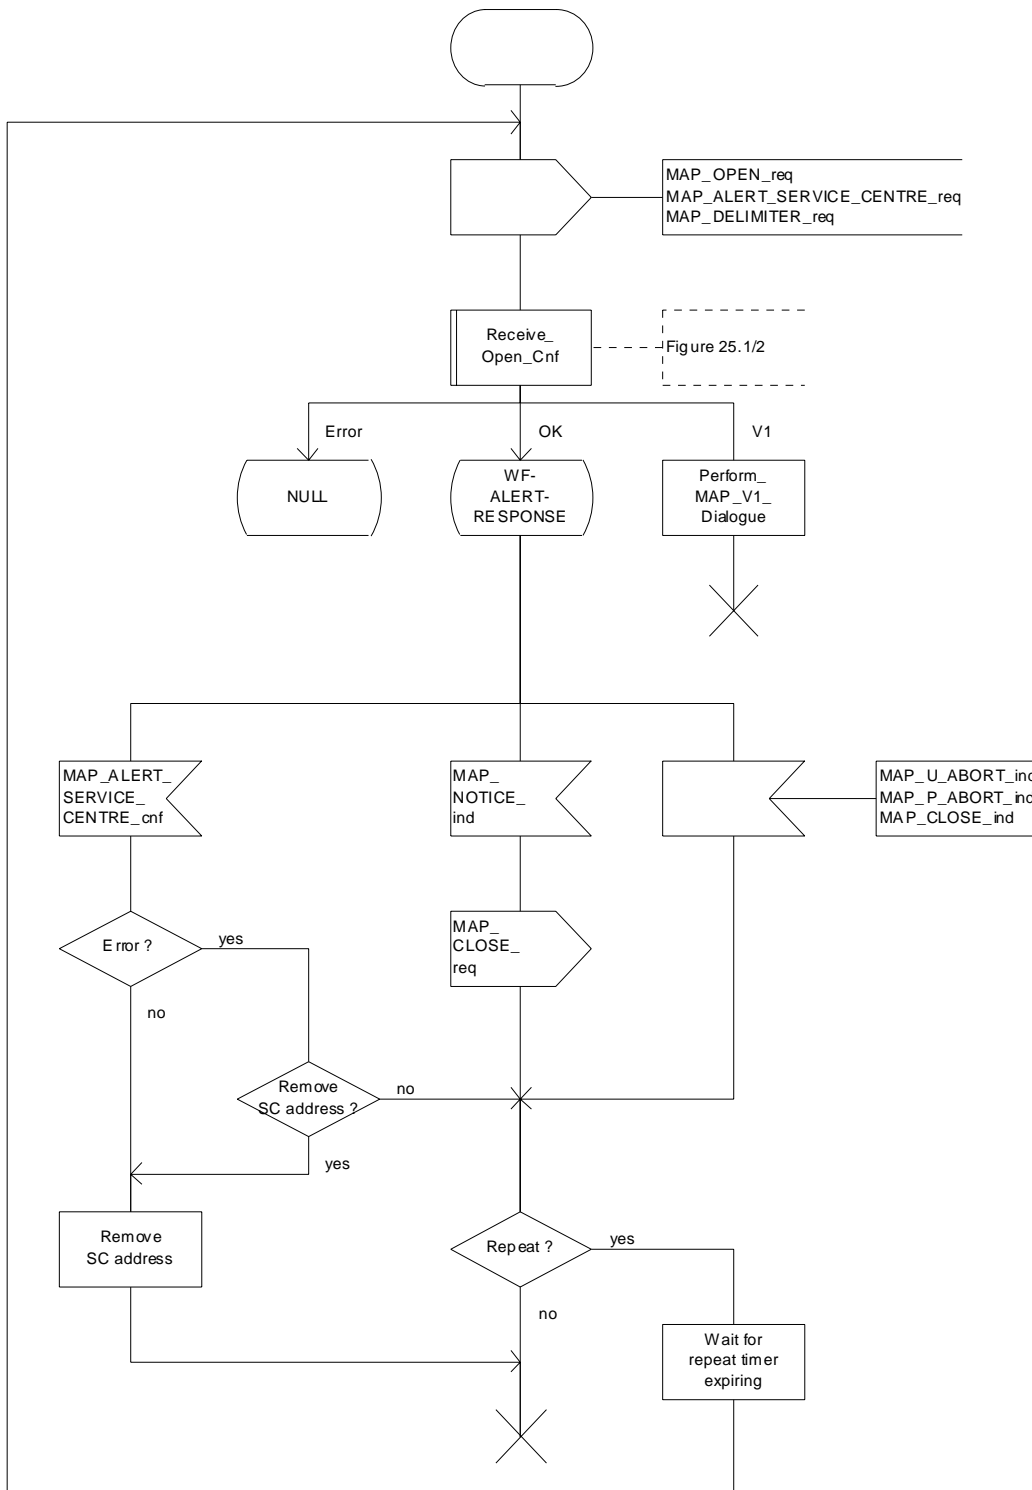 MAP_OPEN_req
MAP_ALERT_SERVICE_CENTRE_req
MAP_DELIMITER_req
Receive_
Open_Cnf
Figure 25.1/2
Error
OK
V1
NULL
WF-
ALERT-
RESPONSE
Perform_
MAP_V1_
Dialogue
MAP_ALERT_
SERVICE_
CENTRE_cnf
MAP_
NOTICE_
ind
MAP_U_ABORT_ind
MAP_P_ABORT_ind
MAP_CLOSE_ind
Error ?
yes
no
MAP_
CLOSE_
req
Remove
SC address ?
no
yes
Remove
SC address
Repeat ?
yes
no
Wait for
repeat timer
expiring